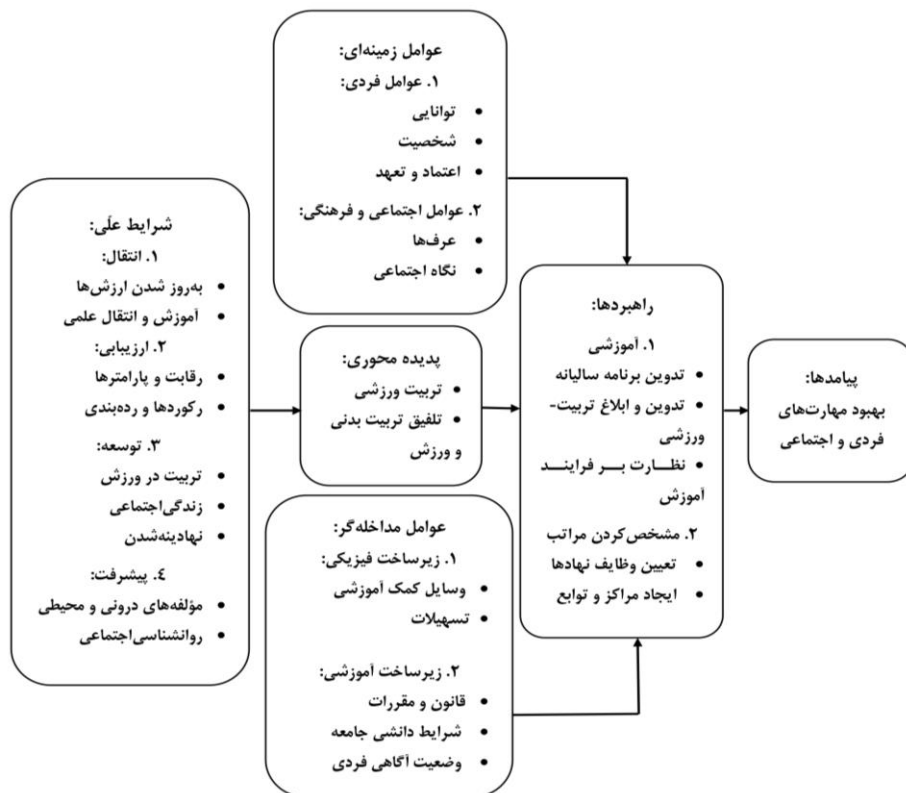 عوامل زمینه‌ای:
۱. عوامل فردی:
• توانایی
• شخصیت
• اعتماد و تعهد
۲. عوامل اجتماعی و فرهنگی:
• عرف‌ها
• نگاه اجتماعی
شرایط علّی:
۱. انتقال:
• به‌روز شدن ارزش‌ها
• آموزش و انتقال علمی
۲. ارزیبابی:
• رقابت و پارامترها
• رکوردها و رده‌بندی
۳. توسعه:
• تربیت در ورزش
• زندگی‌اجتماعی
• نهادینه‌شدن
٤. پیشرفت:
• مؤلفه‌های درونی و محیطی
• روانشناسی‌اجتماعی
پدیده محوری:
• تربیت ورزشی
• تلفیق تربیت بدنی
و ورزش
عوامل مداخله‌گر:
۱. زیرساخت فیزیکی:
• وسایل کمک آموزشی
• تسهیلات
۲. زیرساخت آموزشی:
• قانون و مقررات
• شرایط دانشی جامعه
• وضعیت آگاهی فردی
راهبردها:
۱. آموزشی
• تدوین برنامه سالیانه
• تدوین و ابلاغ تربیت-
ورزشی
• نظارت بر فرایند
آموزش
۲. مشخص‌کردن مراتب
• تعیین وظایف نهادها
• ایجاد مراکز و توابع
پیامدها:
بهبود مهارت‌های
فردی و اجتماعی